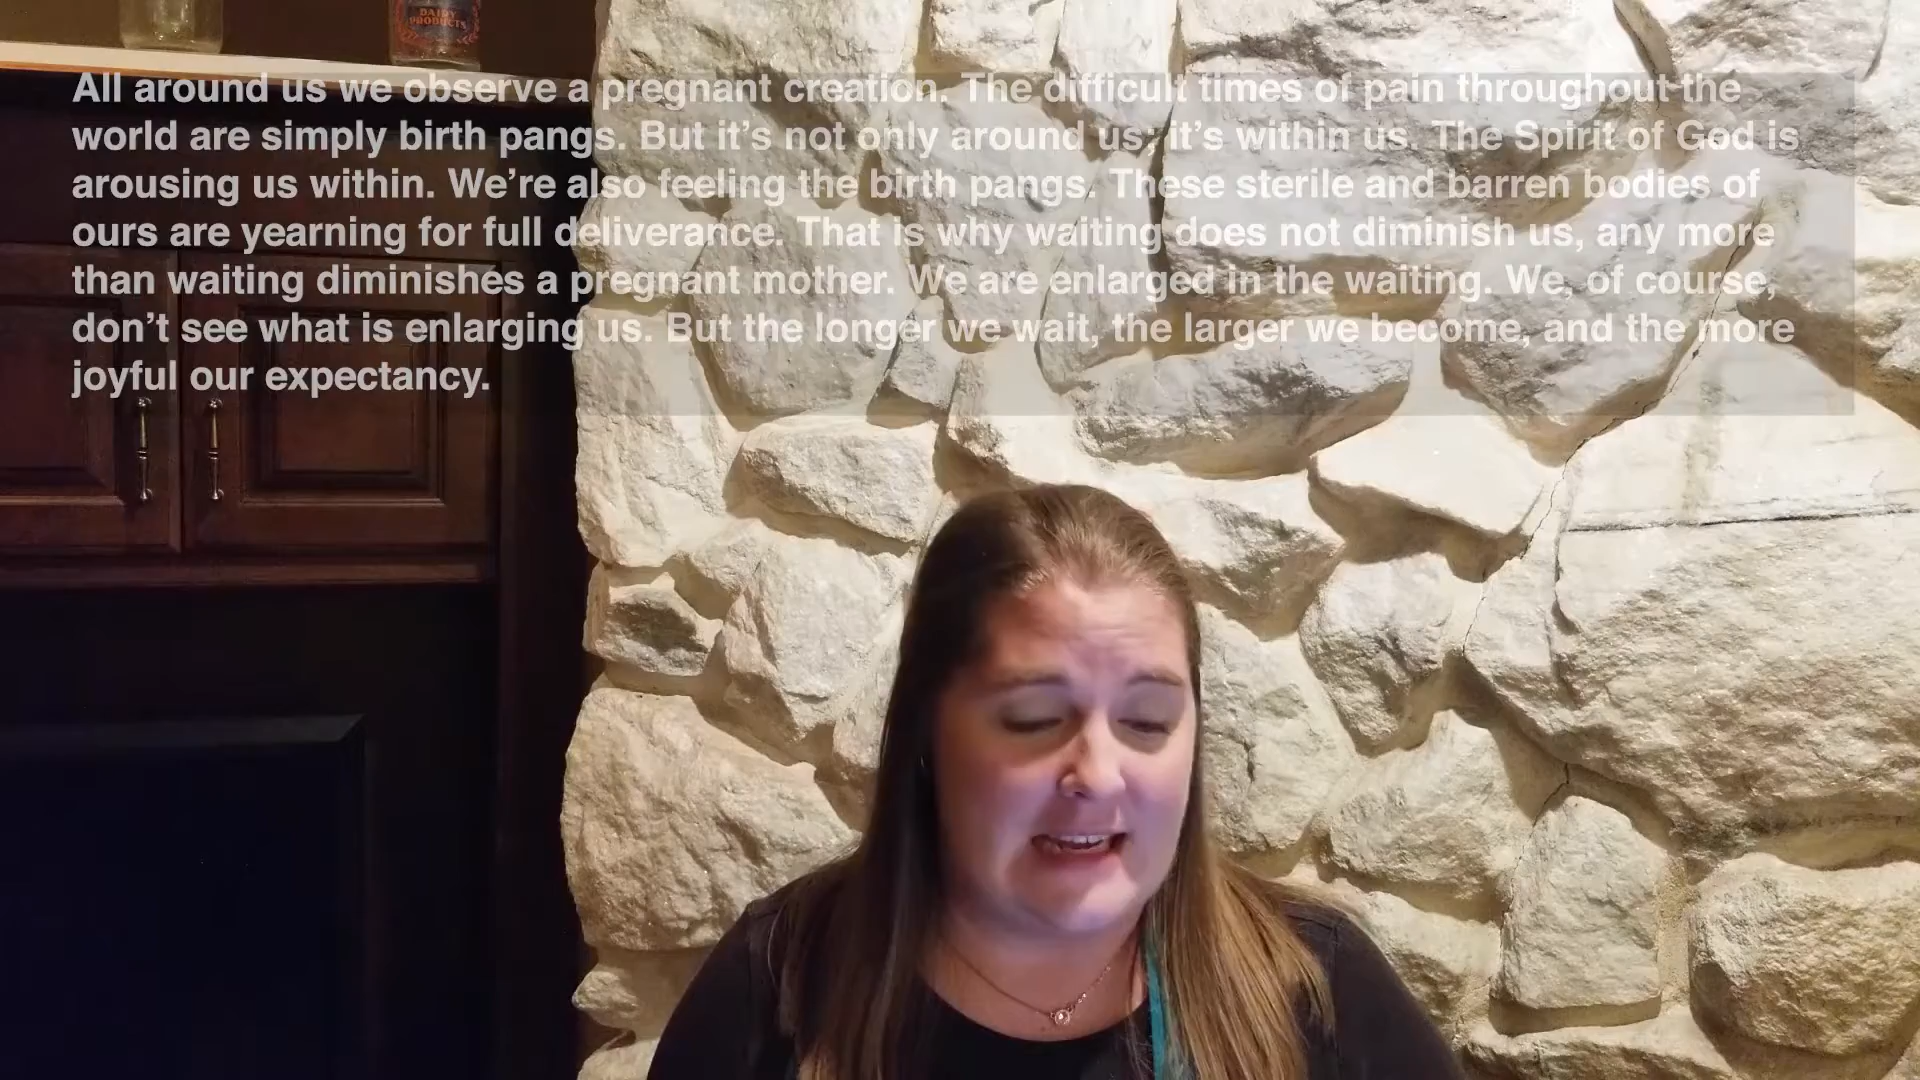 DAIRY
PRODUCTS
All around us we observe a pregnant creation. The difficult times of pain throughout the
world are simply birth pangs. But it’s not only around us; it’s within us. The Spirit of God is
arousing us within. We’re also feeling the birth pangs. These sterile and barren bodies of
ours are yearning for full deliverance. That is why waiting does not diminish us, any more
than waiting diminishes a pregnant mother. We are enlarged in the waiting. We, of course,
don’t see what is enlarging us. But the longer we wait, the larger we become, and the more
joyful our expectancy.